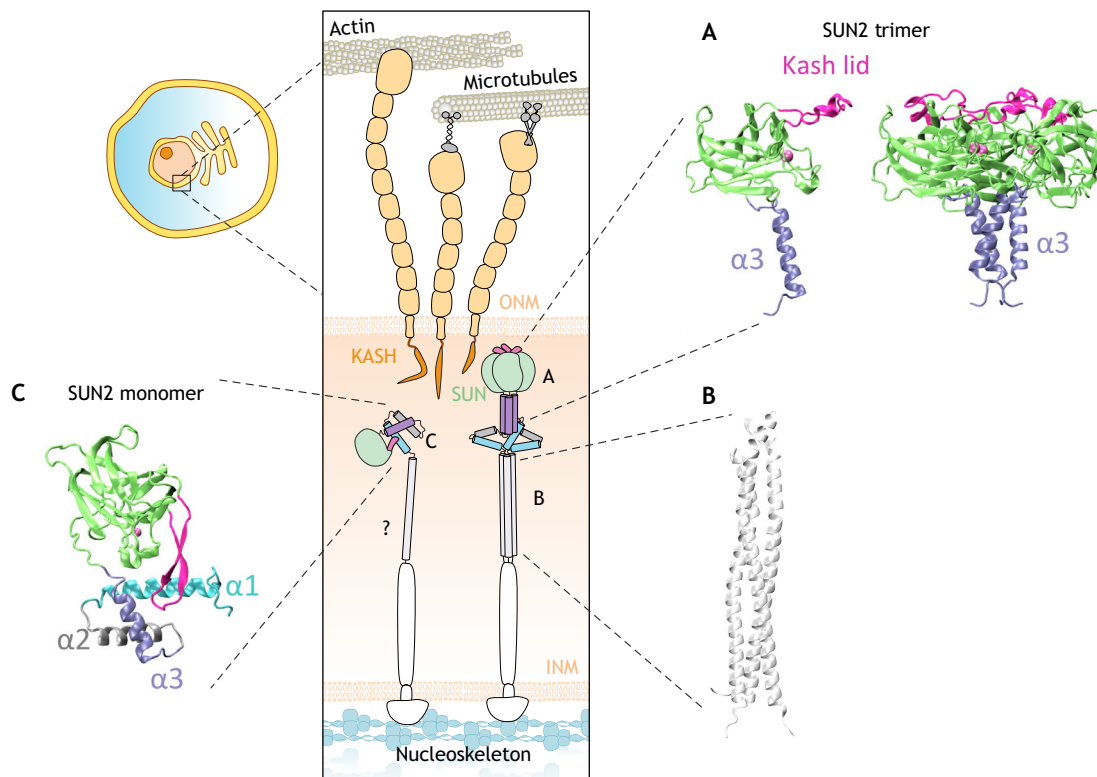 Actin
Microtubules
ONM
KASH
SUN
A
C
B
?
INM
Nucleoskeleton
A
SUN2 trimer
Kash lid
α3
α3
B
C
SUN2 monomer
α1
α2
α3